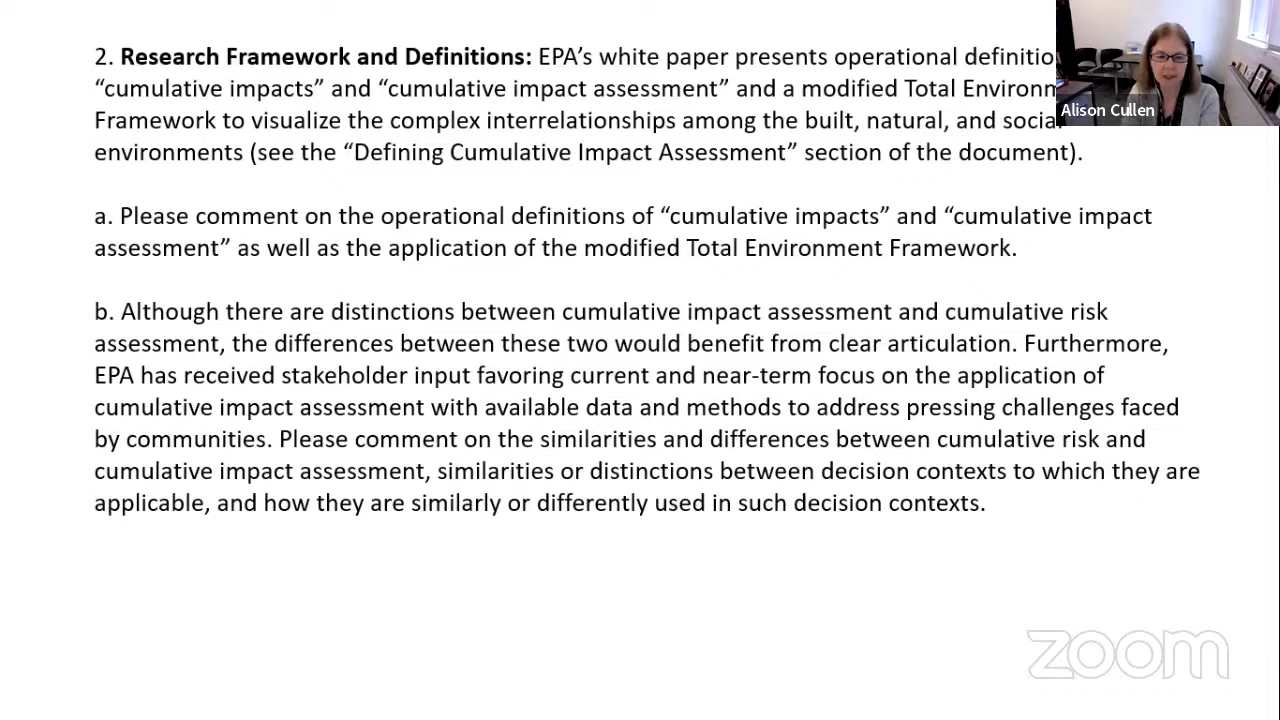 2. Research Framework and Definitions: EPA's white paper presents operational
“cumulative impacts” and “cumulative impact assessment” and a modified Total
Framework to visualize the complex interrelationships among the built, natural, and
environments (see the “Defining Cumulative Impact Assessment” section of the document).
a. Please comment on the operational definitions of “cumulative impacts” and “cumulative impact
assessment” as well as the application of the modified Total Environment Framework.
b. Although there are distinctions between cumulative impact assessment and cumulative risk
assessment, the differences between these two would benefit from clear articulation. Furthermore,
EPA has received stakeholder input favoring current and near-term focus on the application of
cumulative impact assessment with available data and methods to address pressing challenges faced
by communities. Please comment on the similarities and differences between cumulative risk and
cumulative impact assessment, similarities or distinctions between decision contexts to which they are
applicable, and how they are similarly or differently used in such decision contexts.
Alison Cullen
zoom